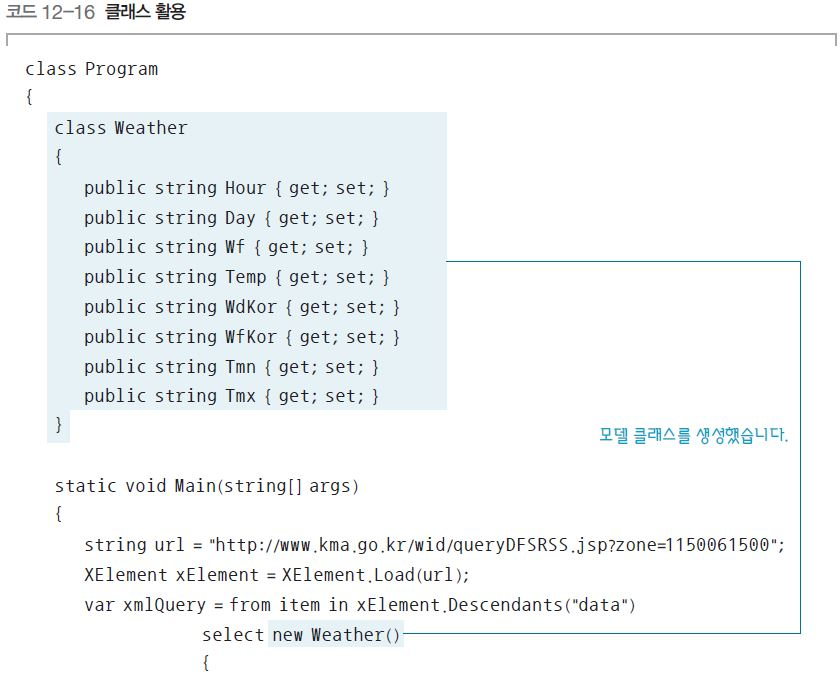 코드 12-16 클래스 활용
class Program
{
class Weather
{
public string Hour { get; set; }
public string Day { get; set; }
public string Wf { get; set; }
public string Temp { get; set; }
public string WdKor { get; set; }
public string WfKor { get; set; }
public string Tmn { get; set; }
public string Tmx { get; set; }
}
모델 클래스를 생성했습니다.
static void Main(string[] args)
{
string url = "http://www.kma.go.kr/wid/queryDFSRSS.jsp?zone=1150061500";
XElement xElement = XElement.Load(url);
var xmlQuery = from item in xElement.Descendants("data")
select new Weather()
{